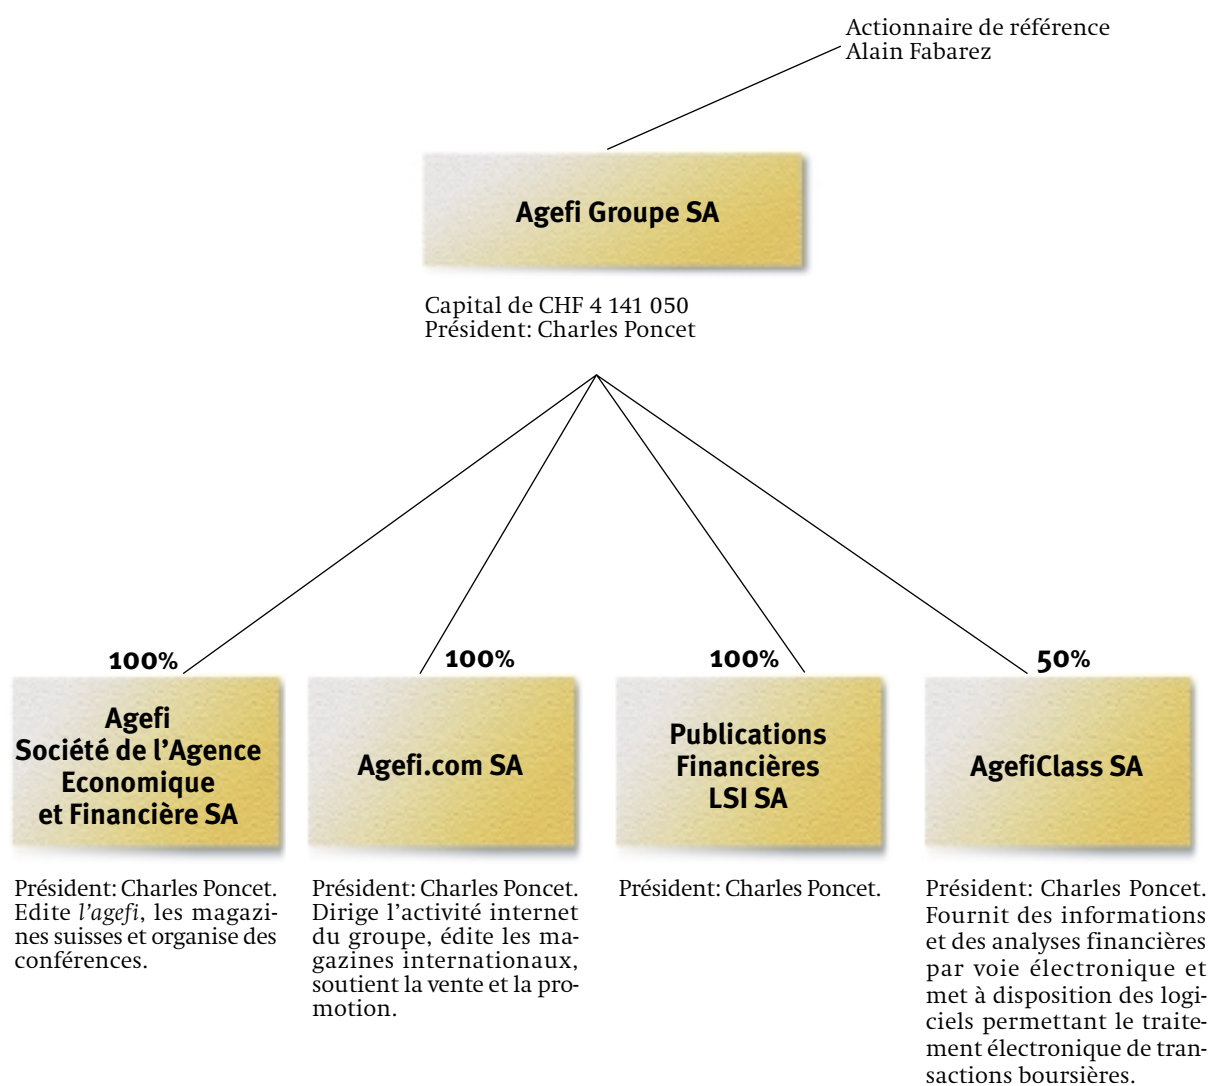 Actionnaire de référence
Alain Fabarez
Agefi Groupe SA
Capital de CHF 4 141 050
Président: Charles Poncet
100%
Agefi
Société de l’Agence
Economique
et Financière SA
Président: Charles Poncet.
Edite l’agefi, les magazi-
nes suisses et organise des
conférences.
100%
Agefi.com SA
Président: Charles Poncet.
Dirige l’activité internet
du groupe, édite les ma-
gazines internationaux,
soutient la vente et la pro-
motion.
100%
Publications
Financières
LSI SA
Président: Charles Poncet.
50%
AgefiClass SA
Président: Charles Poncet.
Fournit des informations
et des analyses financières
par voie électronique et
met à disposition des logi-
ciels permettant le traite-
ment électronique de tran-
sactions boursières.